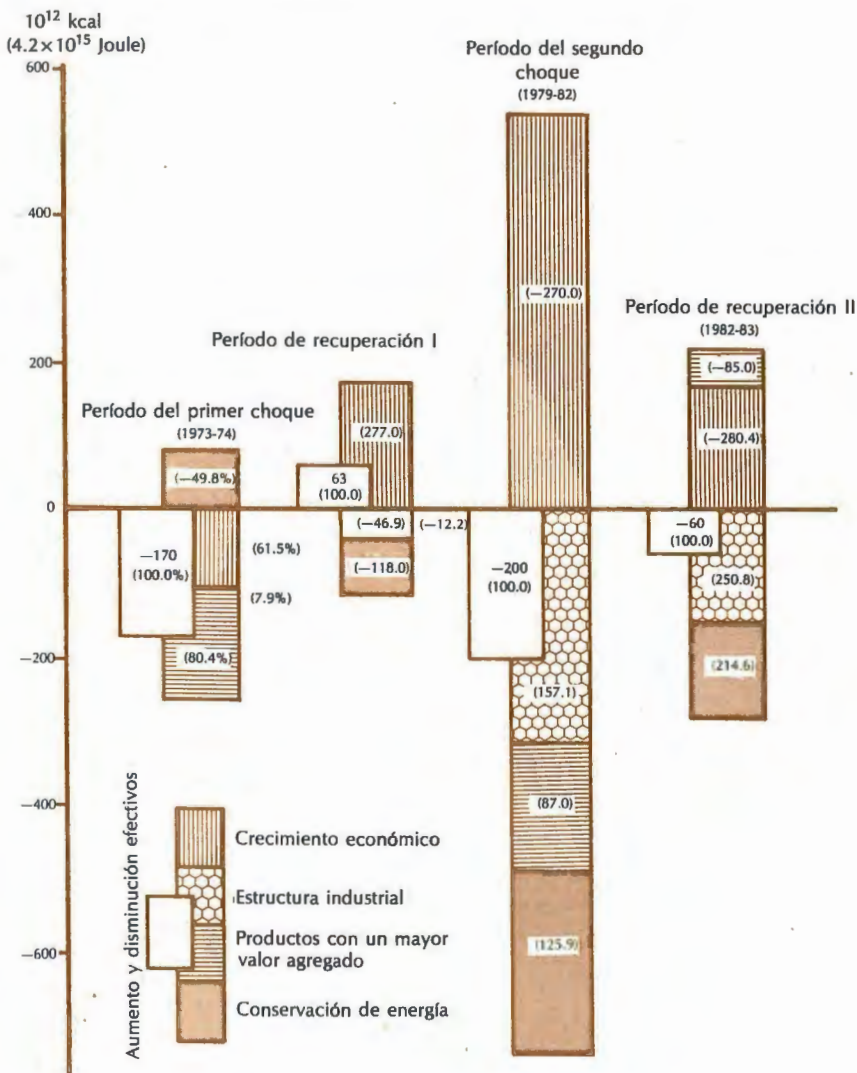 10¹² kcal
(4.2×10¹⁵ Joule)
600
400
200
0
−200
−400
−600
Período del primer choque
(1973-74)
(−49.8%)
−170
(100.0%)
(61.5%)
(7.9%)
(80.4%)
Período de recuperación I
(277.0)
63
(100.0)
(−46.9)
(−12.2)
(−118.0)
Período del segundo
choque
(1979-82)
(−270.0)
−200
(100.0)
(157.1)
(87.0)
(125.9)
Período de recuperación II
(1982-83)
(−85.0)
(−280.4)
−60
(100.0)
(250.8)
(214.6)
Aumento y disminución efectivos
Crecimiento económico
Estructura industrial
Productos con un mayor
valor agregado
Conservación de energía